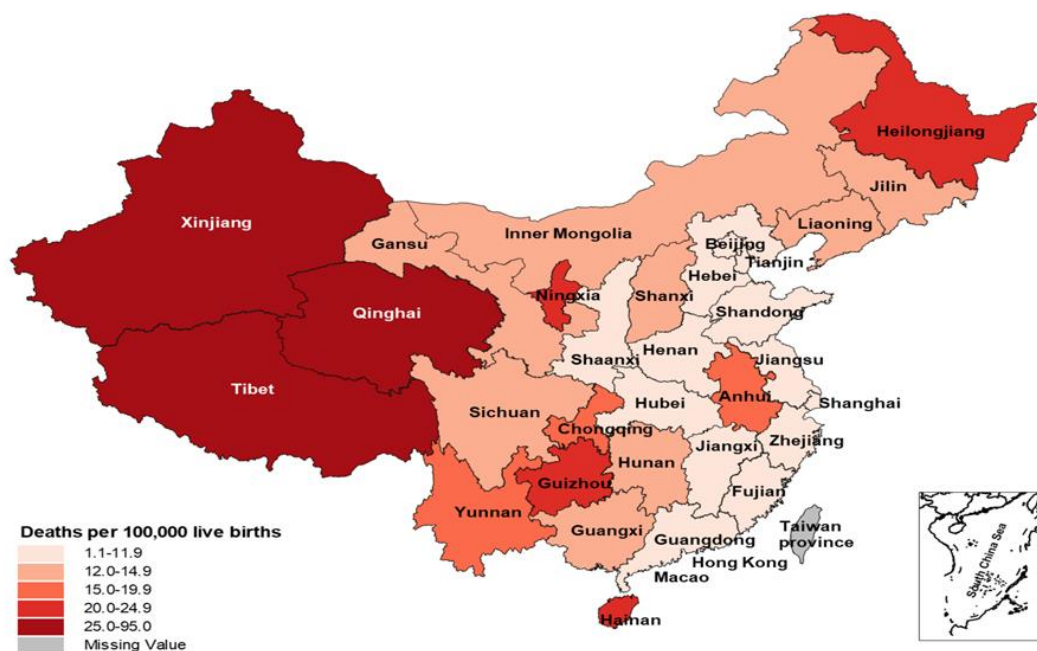 Heilongjiang
Jilin
Liaoning
Xinjiang
Gansu
Inner Mongolia
Beijing
Tianjin
Hebei
Ningxia
Shanxi
Shandong
Qinghai
Shaanxi
Henan
Jiangsu
Tibet
Sichuan
Hubei
Anhui
Shanghai
Chongqing
Jiangxi
Zhejiang
Hunan
Guizhou
Fujian
Yunnan
Guangxi
Guangdong
Taiwan
province
Hong Kong
Macao
Hainan
South China Sea
Deaths per 100,000 live births
1.1-11.9
12.0-14.9
15.0-19.9
20.0-24.9
25.0-95.0
Missing Value